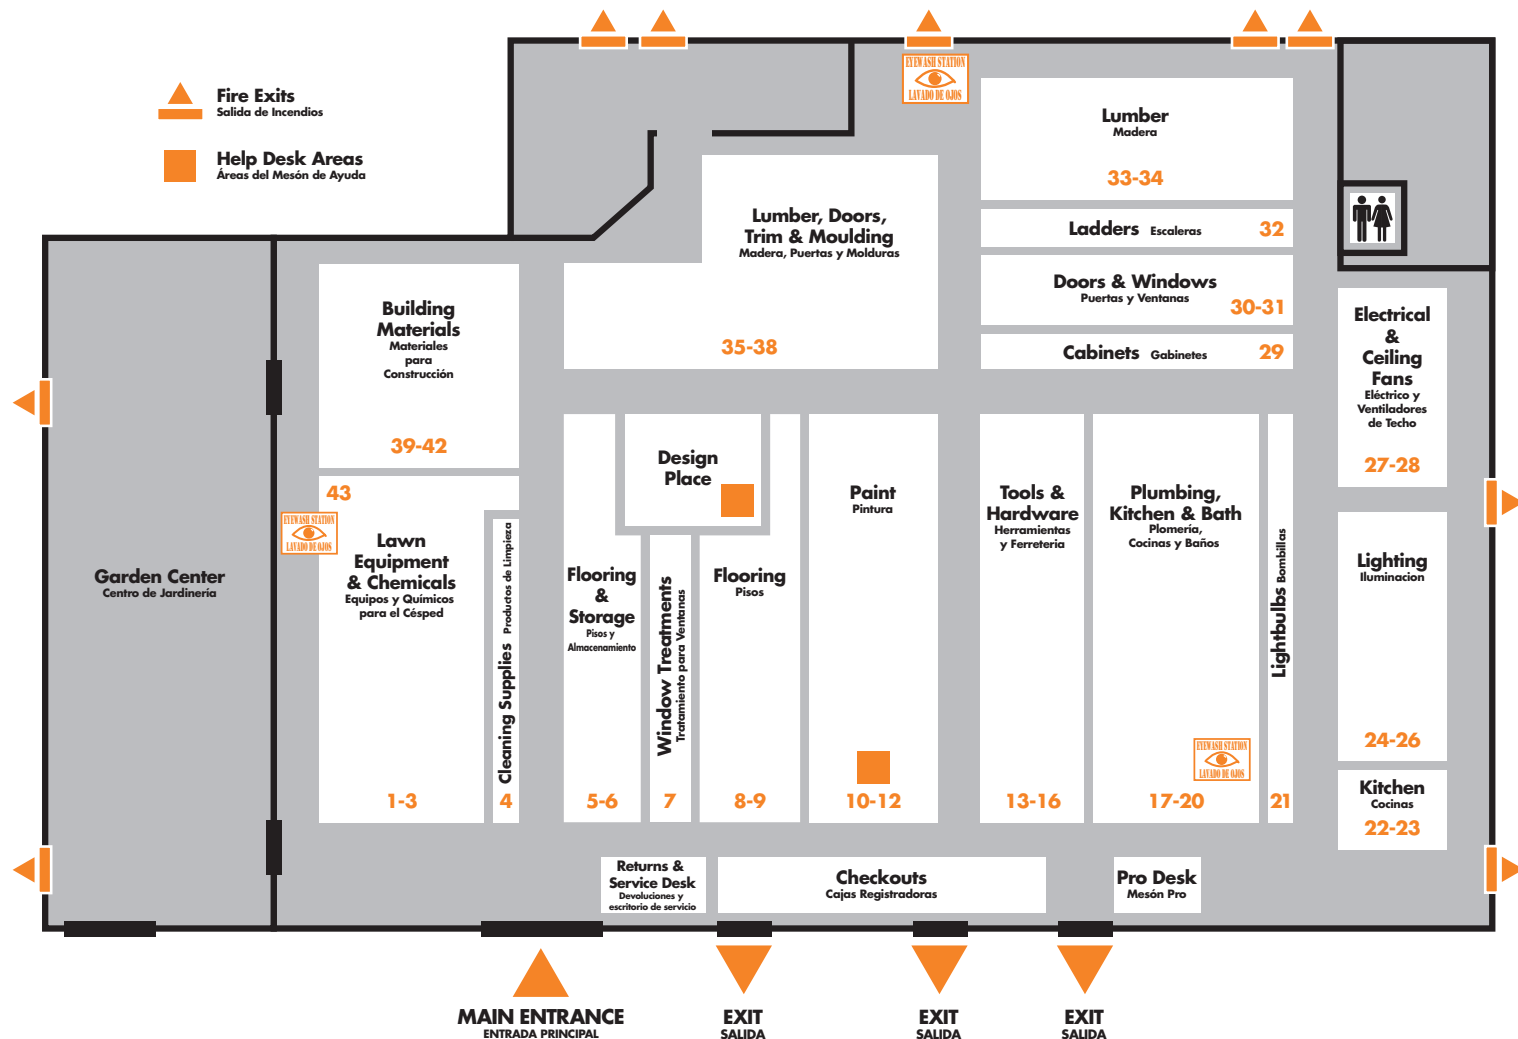 EYEWASH STATION
LAVADO DE OJOS
Fire Exits
Salida de Incendios
Help Desk Areas
Áreas del Mesón de Ayuda
Lumber
Madera
33-34
Lumber, Doors,
Trim & Moulding
Madera, Puertas y Molduras
35-38
Ladders Escaleras 32
Doors & Windows
Puertas y Ventanas
30-31
Cabinets Gabinetes 29
Building
Materials
Materiales
para
Construcción
39-42
Electrical
&
Ceiling
Fans
Eléctrico y
Ventiladores
de Techo
27-28
43
EYEWASH STATION
LAVADO DE OJOS
Lawn
Equipment
& Chemicals
Equipos y Químicos
para el Césped
1-3
Cleaning Supplies Productos de Limpieza
4
Garden Center
Centro de Jardinería
Flooring
&
Storage
Pisos y
Almacenamiento
5-6
Design
Place
Window Treatments
Tratamiento para Ventanas
7
Flooring
Pisos
8-9
Paint
Pintura
10-12
Tools &
Hardware
Herramientas
y Ferreteria
13-16
Plumbing,
Kitchen & Bath
Plomería,
Cocinas y Baños
EYEWASH STATION
LAVADO DE OJOS
17-20
Lightbulbs Bombillas
21
Lighting
Iluminacion
24-26
Kitchen
Cocinas
22-23
Returns &
Service Desk
Devoluciones y
escritorio de servicio
Checkouts
Cajas Registradoras
Pro Desk
Mesón Pro
MAIN ENTRANCE
ENTRADA PRINCIPAL
EXIT
SALIDA
EXIT
SALIDA
EXIT
SALIDA